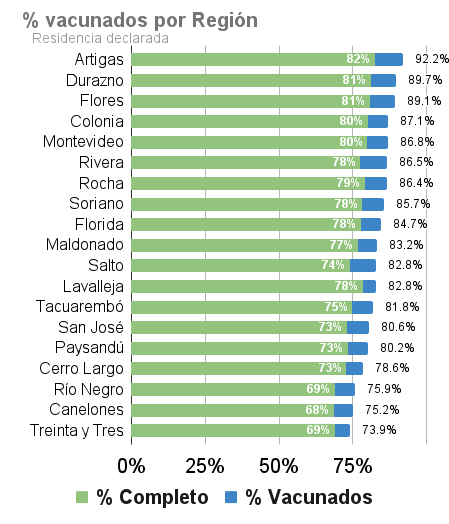 % vacunados por Región
Residencia declarada
Artigas 82% 92.2%
Durazno 81% 89.7%
Flores 81% 89.1%
Colonia 80% 87.1%
Montevideo 80% 86.8%
Rivera 78% 86.5%
Rocha 79% 86.4%
Soriano 78% 85.7%
Florida 78% 84.7%
Maldonado 77% 83.2%
Salto 74% 82.8%
Lavalleja 78% 82.8%
Tacuarembó 75% 81.8%
San José 73% 80.6%
Paysandú 73% 80.2%
Cerro Largo 73% 78.6%
Río Negro 69% 75.9%
Canelones 68% 75.2%
Treinta y Tres 69% 73.9%
0% 25% 50% 75%
% Completo % Vacunados